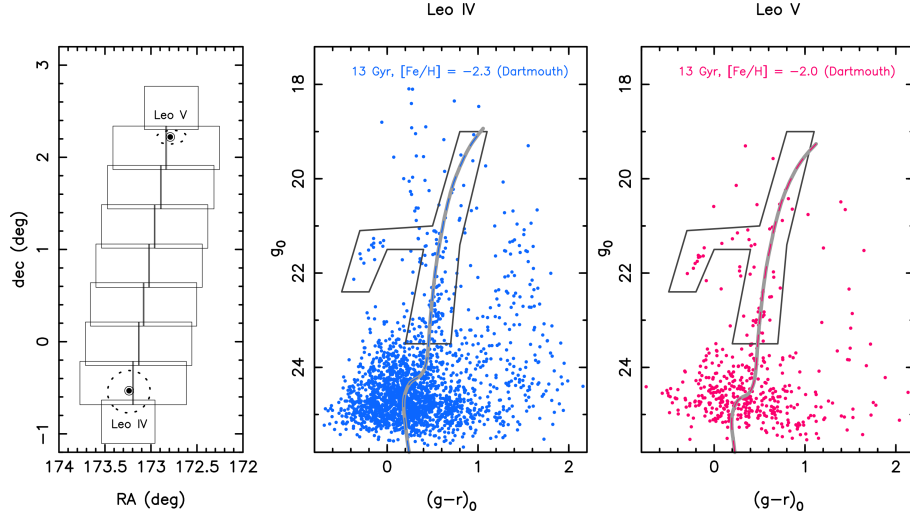 Leo IV
Leo V
3
2
1
0
−1
dec (deg)
Leo V
Leo IV
174
173.5
173
172.5
172
RA (deg)
13 Gyr, [Fe/H] = −2.3 (Dartmouth)
18
20
22
24
g0
0
1
2
(g−r)0
13 Gyr, [Fe/H] = −2.0 (Dartmouth)
18
20
22
24
g0
0
1
2
(g−r)0